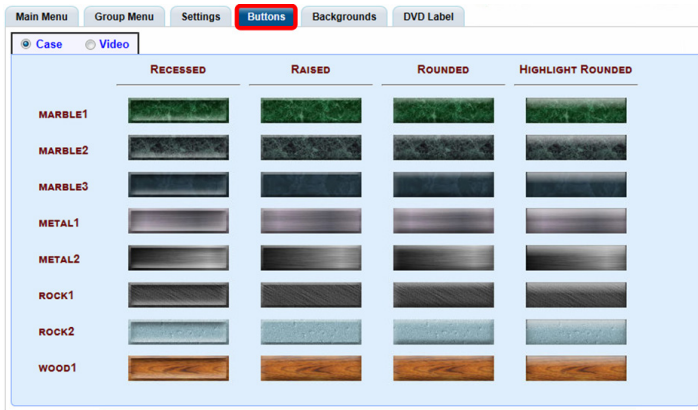 Main Menu Group Menu Settings Buttons Backgrounds DVD Label
Case Video
RECESSED RAISED ROUNDED HIGHLIGHT ROUNDED
MARBLE1
MARBLE2
MARBLE3
METAL1
METAL2
ROCK1
ROCK2
WOOD1